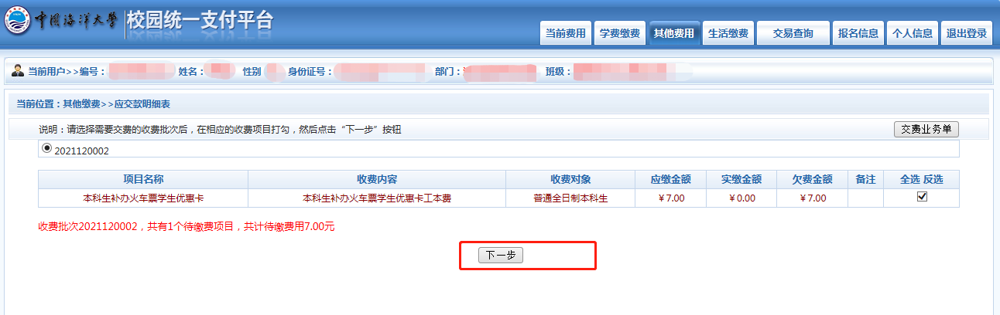 中国海洋大学 校园统一支付平台
当前费用 学费缴费 其他费用 生活缴费 交易查询 报名信息 个人信息 退出登录
当前用户>>编号： 姓名： 性别 身份证号： 部门： 班级：
当前位置：其他缴费>>应交款明细表
说明：请选择需要交费的收费批次后，在相应的收费项目打勾，然后点击“下一步”按钮 交费业务单
2021120002
项目名称 收费内容 收费对象 应缴金额 实缴金额 欠费金额 备注 全选 反选
本科生补办火车票学生优惠卡 本科生补办火车票学生优惠卡工本费 普通全日制本科生 ￥7.00 ￥0.00 ￥7.00
收费批次2021120002，共有1个待缴费项目，共计待缴费用7.00元
下一步